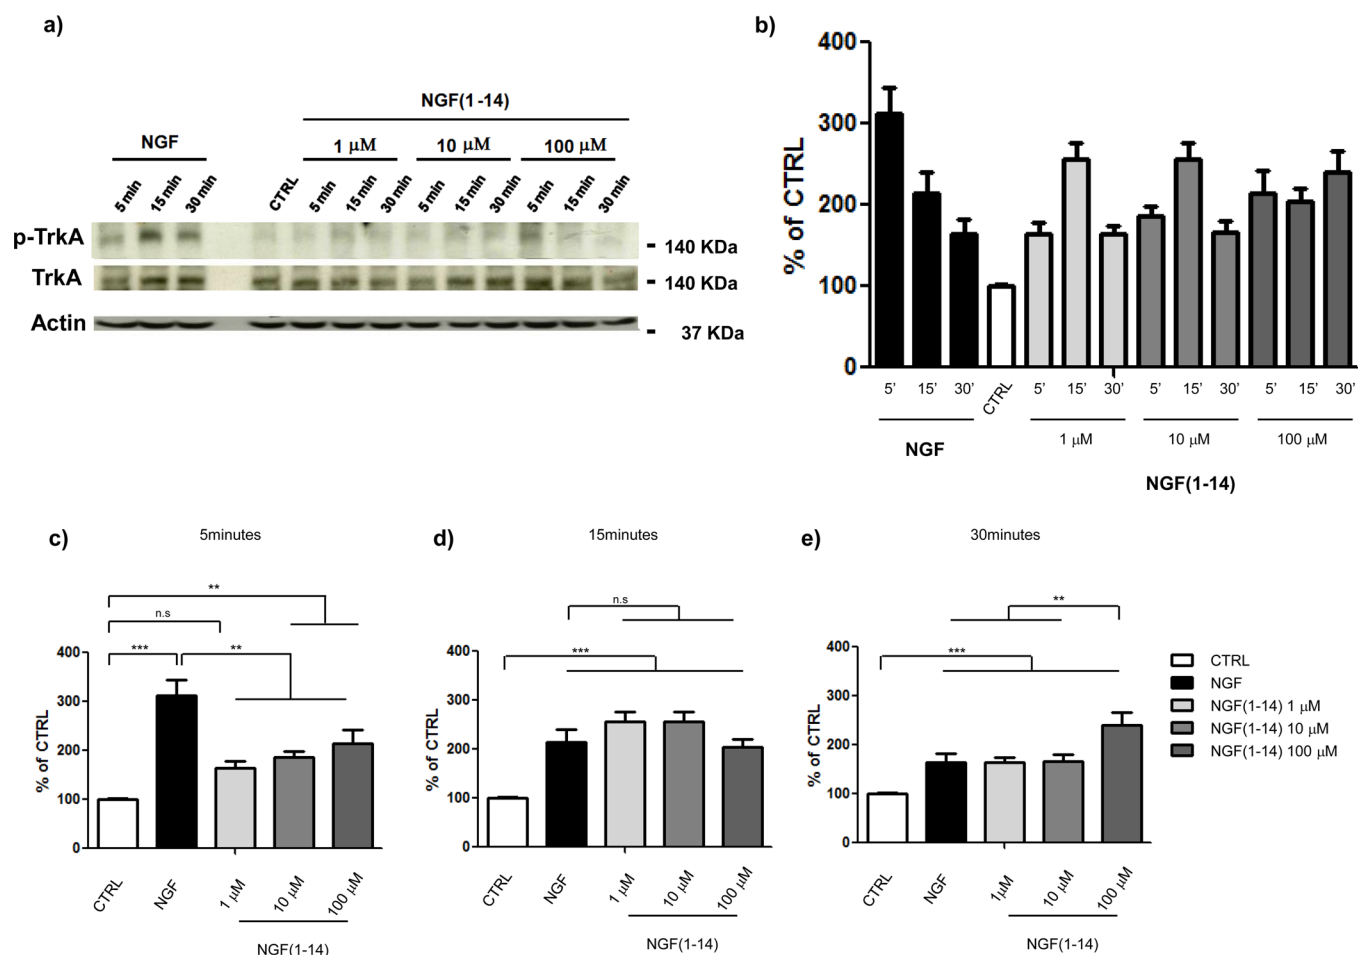 a)
NGF(1-14)
NGF
1 μM
10 μM
100 μM
5 min
15 min
30 min
CTRL
5 min
15 min
30 min
5 min
15 min
30 min
5 min
15 min
30 min
p-TrkA
- 140 KDa
TrkA
- 140 KDa
Actin
- 37 KDa
b)
% of CTRL
400
300
200
100
0
5’ 15’ 30’ CTRL 5’ 15’ 30’ 5’ 15’ 30’ 5’ 15’ 30’
NGF
1 μM
10 μM
100 μM
NGF(1-14)
c)
5minutes
**
n.s
***
**
% of CTRL
400
300
200
100
0
CTRL
NGF
1 μM
10 μM
100 μM
NGF(1-14)
d)
15minutes
n.s
***
% of CTRL
400
300
200
100
0
CTRL
NGF
1 μM
10 μM
100 μM
NGF(1-14)
e)
30minutes
**
***
% of CTRL
400
300
200
100
0
CTRL
NGF
1μM
10 μM
100 μM
NGF(1-14)
CTRL
NGF
NGF(1-14) 1 μM
NGF(1-14) 10 μM
NGF(1-14) 100 μM